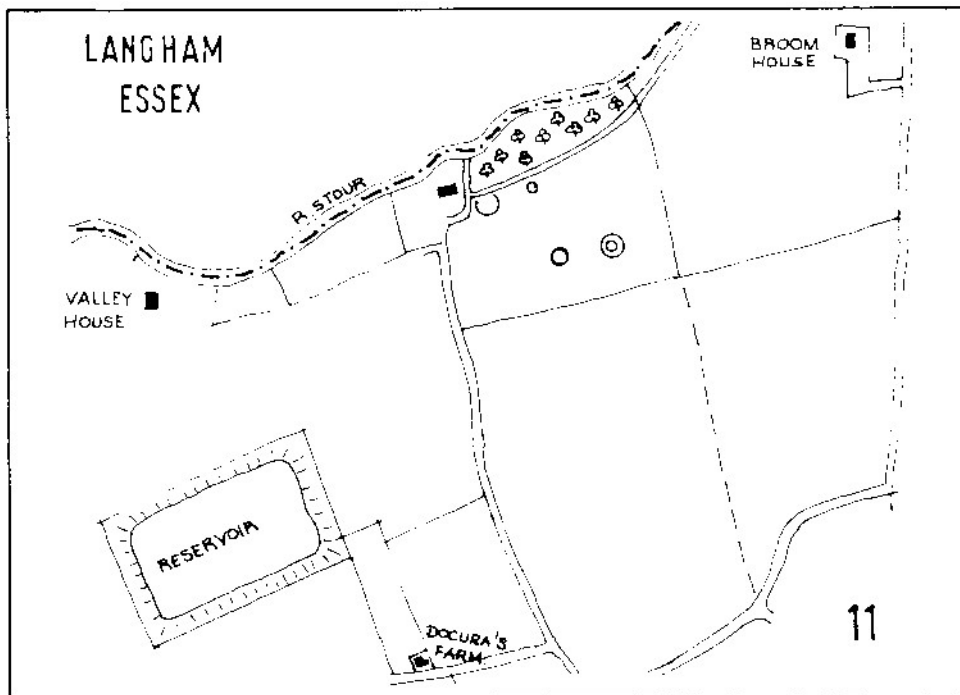 LANGHAM
ESSEX
BROOM
HOUSE
R STOUR
VALLEY
HOUSE
RESERVOIR
DOCURA'S
FARM
11